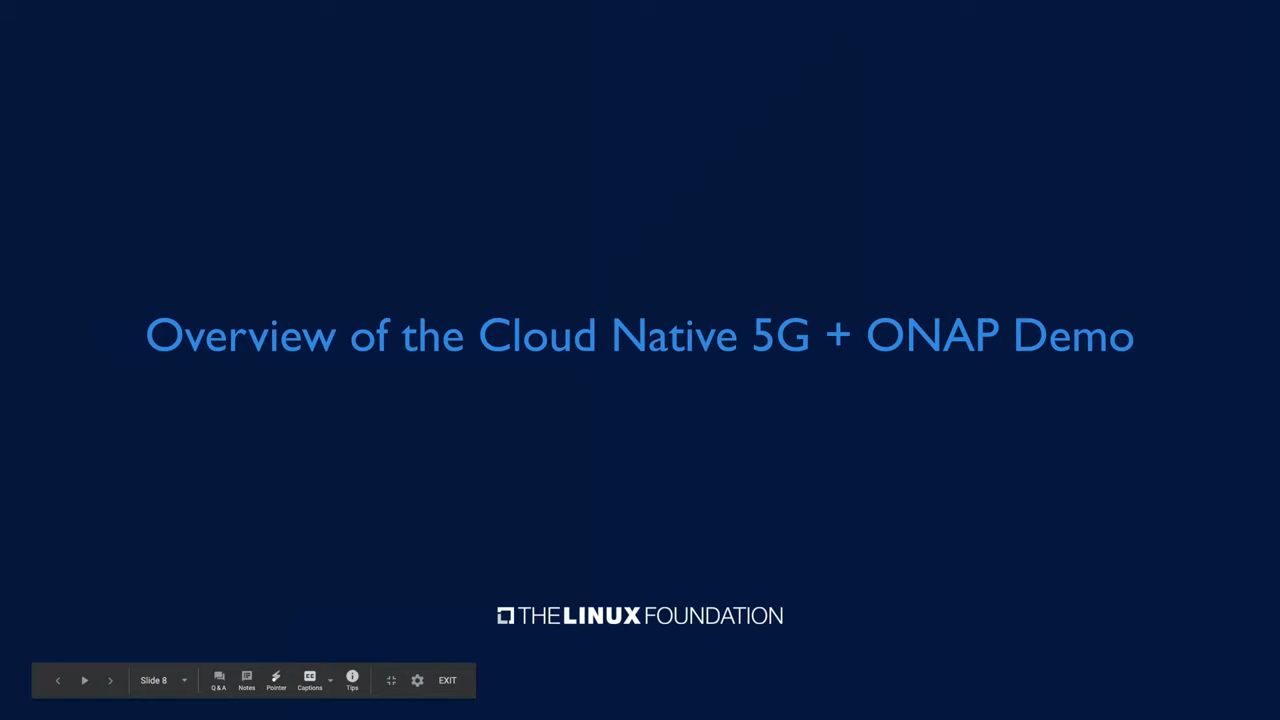 Overview of the Cloud Native 5G + ONAP Demo
THE LINUX FOUNDATION
Slide 8 Q & A Notes Pointer Captions Tips EXIT